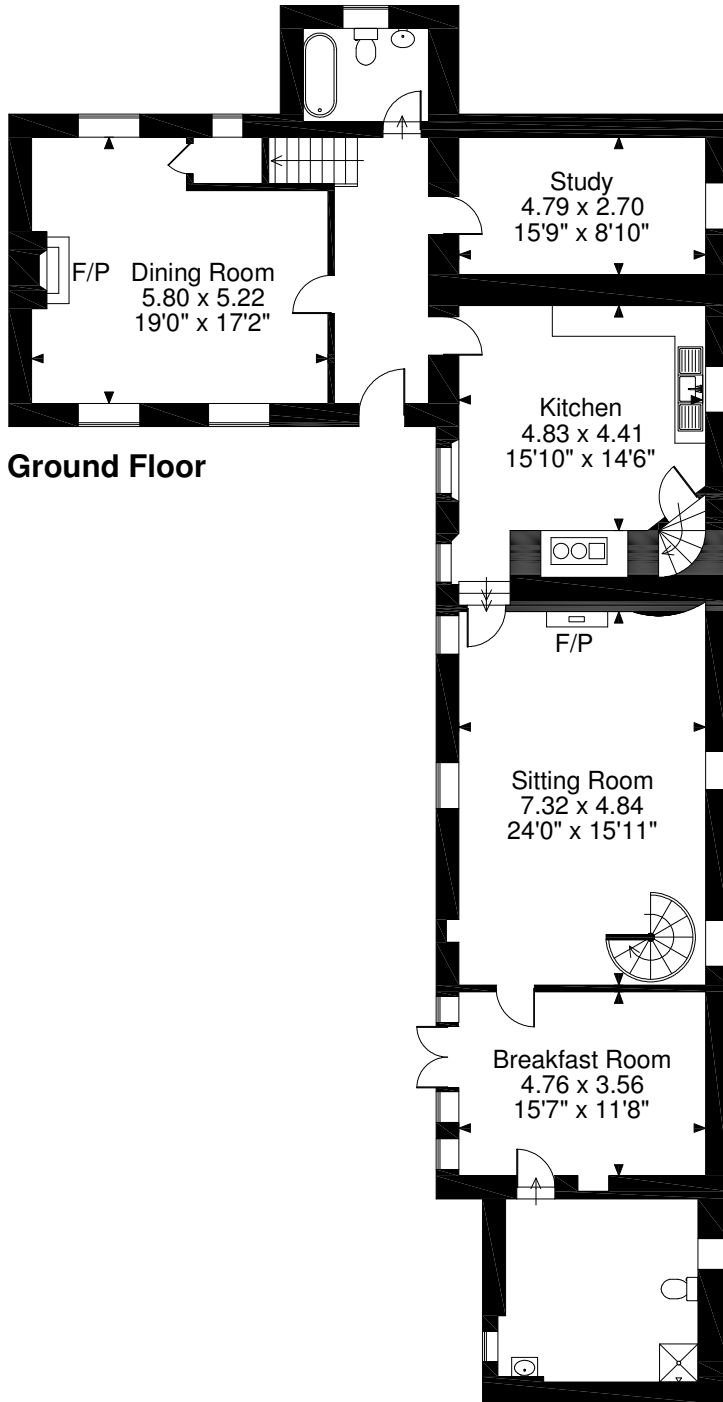 Study
4.79 x 2.70
15'9" x 8'10"
F/P
Dining Room
5.80 x 5.22
19'0" x 17'2"
Kitchen
4.83 x 4.41
15'10" x 14'6"
Ground Floor
F/P
Sitting Room
7.32 x 4.84
24'0" x 15'11"
Breakfast Room
4.76 x 3.56
15'7" x 11'8"